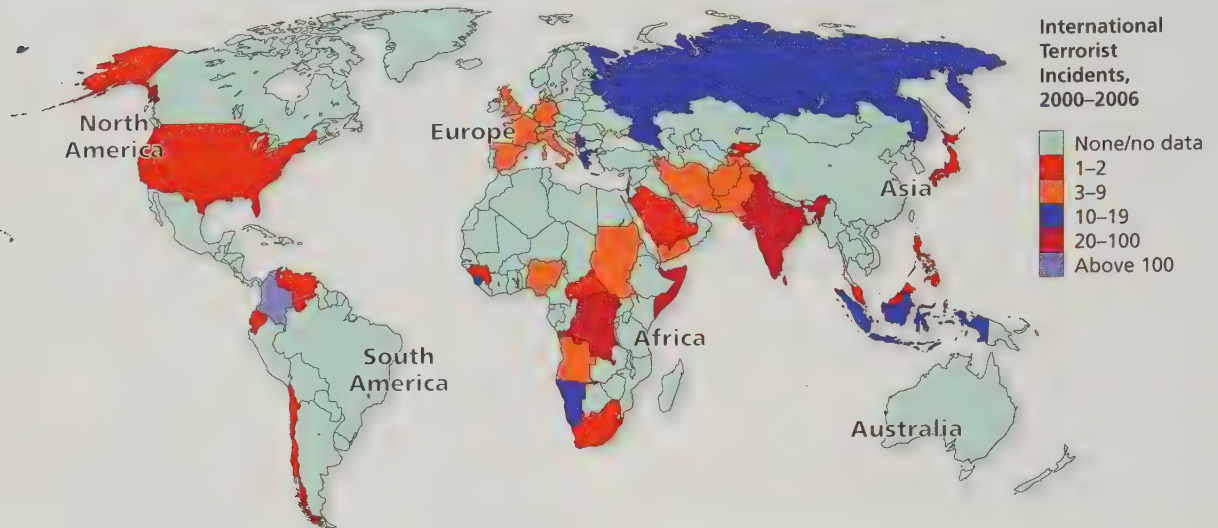 International
Terrorist
Incidents,
2000–2006
None/no data
1–2
3–9
10–19
20–100
Above 100
North
America
Europe
Asia
South
America
Africa
Australia